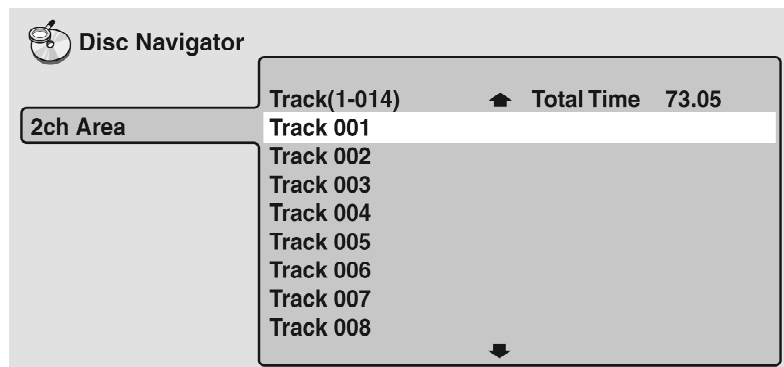 Disc Navigator
Track(1-014) Total Time 73.05
2ch Area
Track 001
Track 002
Track 003
Track 004
Track 005
Track 006
Track 007
Track 008